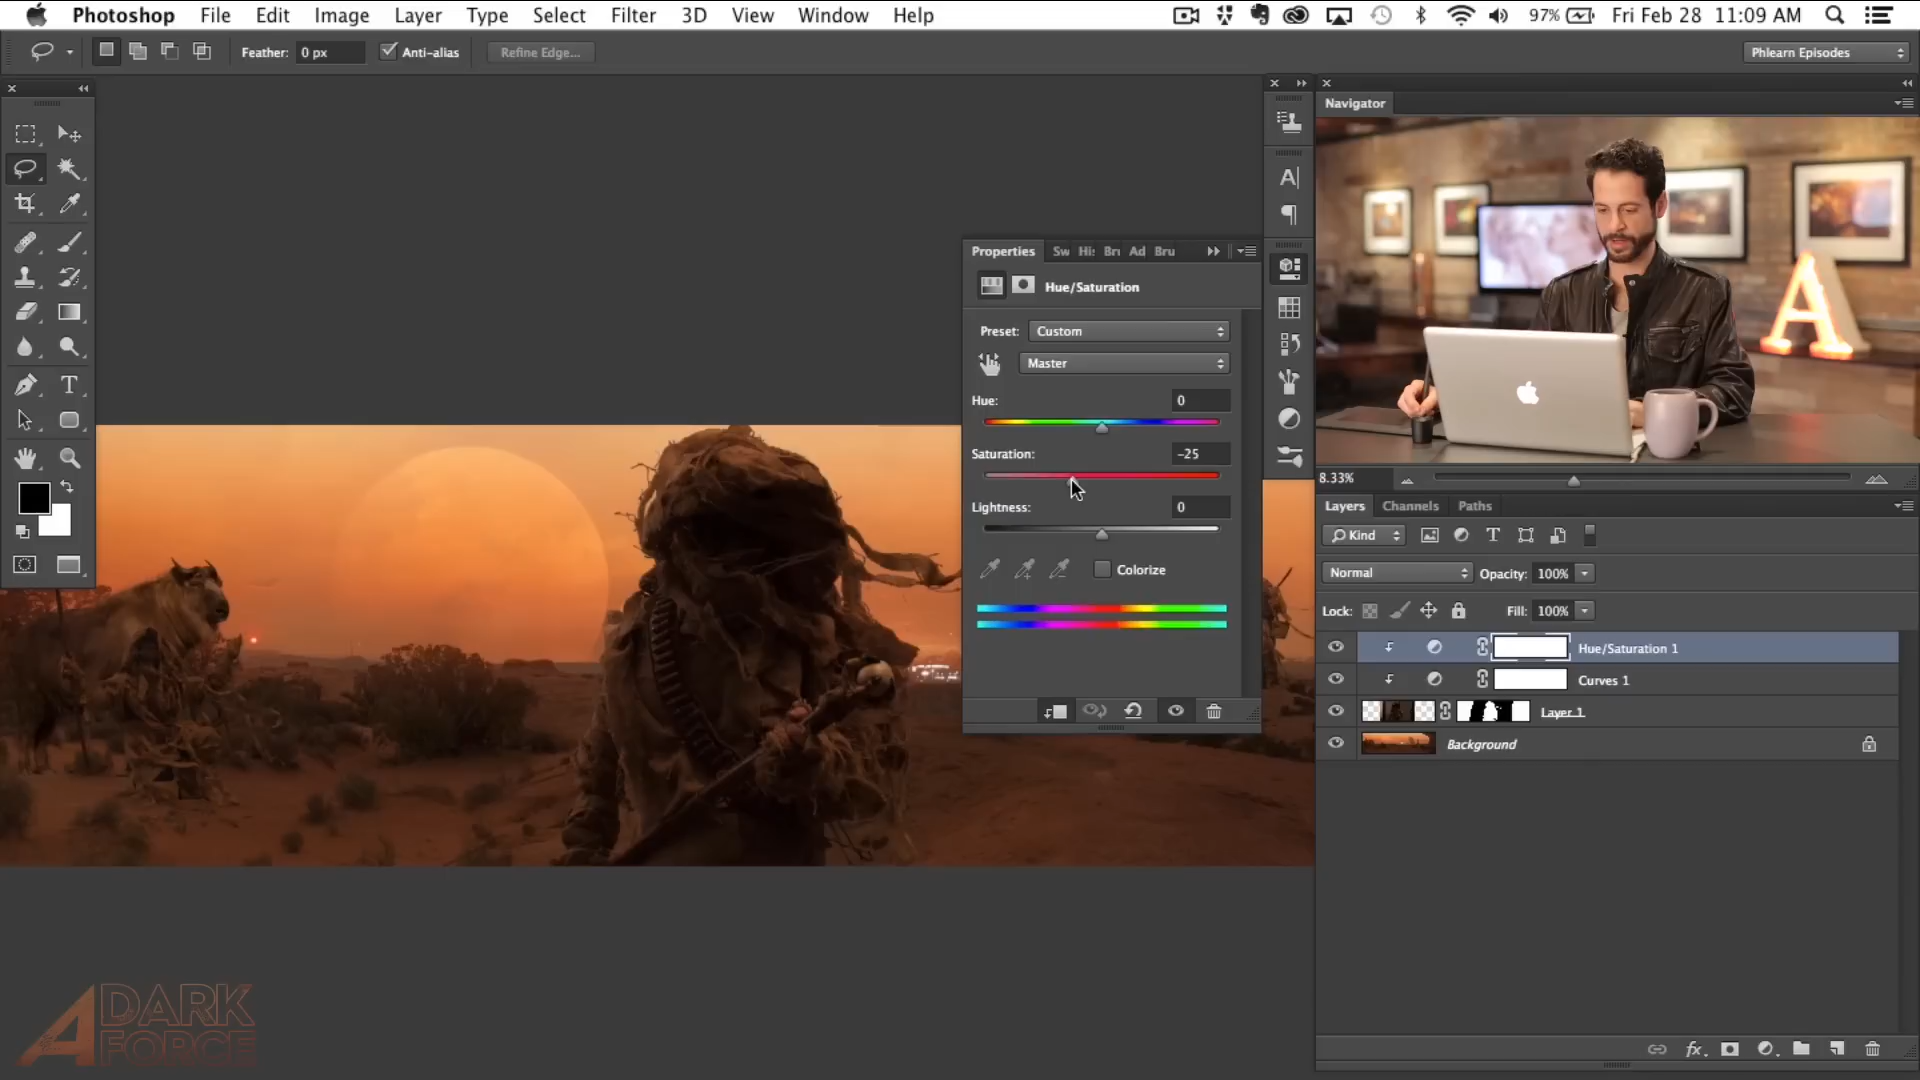 Photoshop File Edit Image Layer Type Select Filter 3D View Window Help 97% Fri Feb 28 11:09 AM
Feather: 0 px Anti-alias Refine Edge... Phlearn Episodes
Navigator
Properties Sw His Bru Ad Bru
Hue/Saturation
Preset: Custom
Master
Hue: 0
Saturation: -25
Lightness: 0
Colorize
A
8.33%
Layers Channels Paths
Kind T
Normal Opacity: 100%
Lock: Fill: 100%
Hue/Saturation 1
Curves 1
Layer 1
Background
fx
A DARK
FORCE